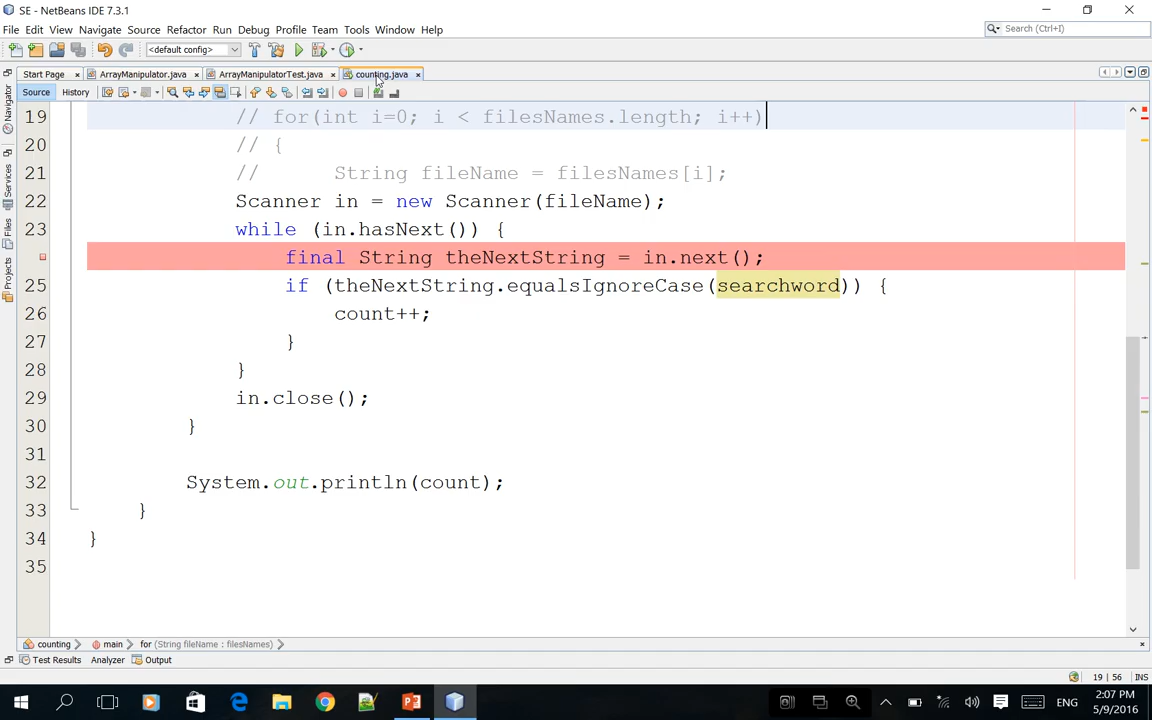 SE - NetBeans IDE 7.3.1
File Edit View Navigate Source Refactor Run Debug Profile Team Tools Window Help
Search (Ctrl+I)
<default config>
Start Page ArrayManipulator.java ArrayManipulatorTest.java counting.java
Source History
Navigator
Services
Files
Projects
19 // for(int i=0; i < filesNames.length; i++)
20 // {
21 // String fileName = filesNames[i];
22 Scanner in = new Scanner(fileName);
23 while (in.hasNext()) {
final String theNextString = in.next();
25 if (theNextString.equalsIgnoreCase(searchword)) {
26 count++;
27 }
28 }
29 in.close();
30 }
31
32 System.out.println(count);
33 }
34 }
35
counting main for (String fileName : filesNames)
Test Results Analyzer Output
19 | 56 INS
ENG
2:07 PM
5/9/2016